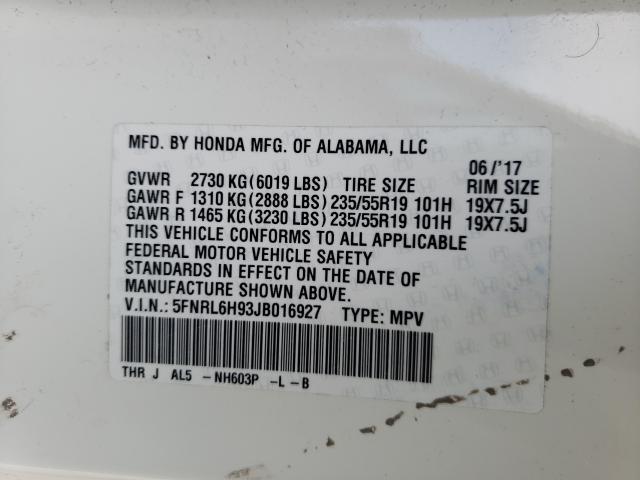 MFD. BY HONDA MFG. OF ALABAMA, LLC
06/'17
GVWR 2730 KG(6019 LBS) TIRE SIZE RIM SIZE
GAWR F 1310 KG(2888 LBS)235/55R19 101H 19X7.5J
GAWR R 1465 KG(3230 LBS)235/55R19 101H 19X7.5J
THIS VEHICLE CONFORMS TO ALL APPLICABLE
FEDERAL MOTOR VEHICLE SAFETY
STANDARDS IN EFFECT ON THE DATE OF
MANUFACTURE SHOWN ABOVE.
V.I.N.: 5FNRL6H93JB016927 TYPE: MPV
THR J AL5 -NH603P -L -B